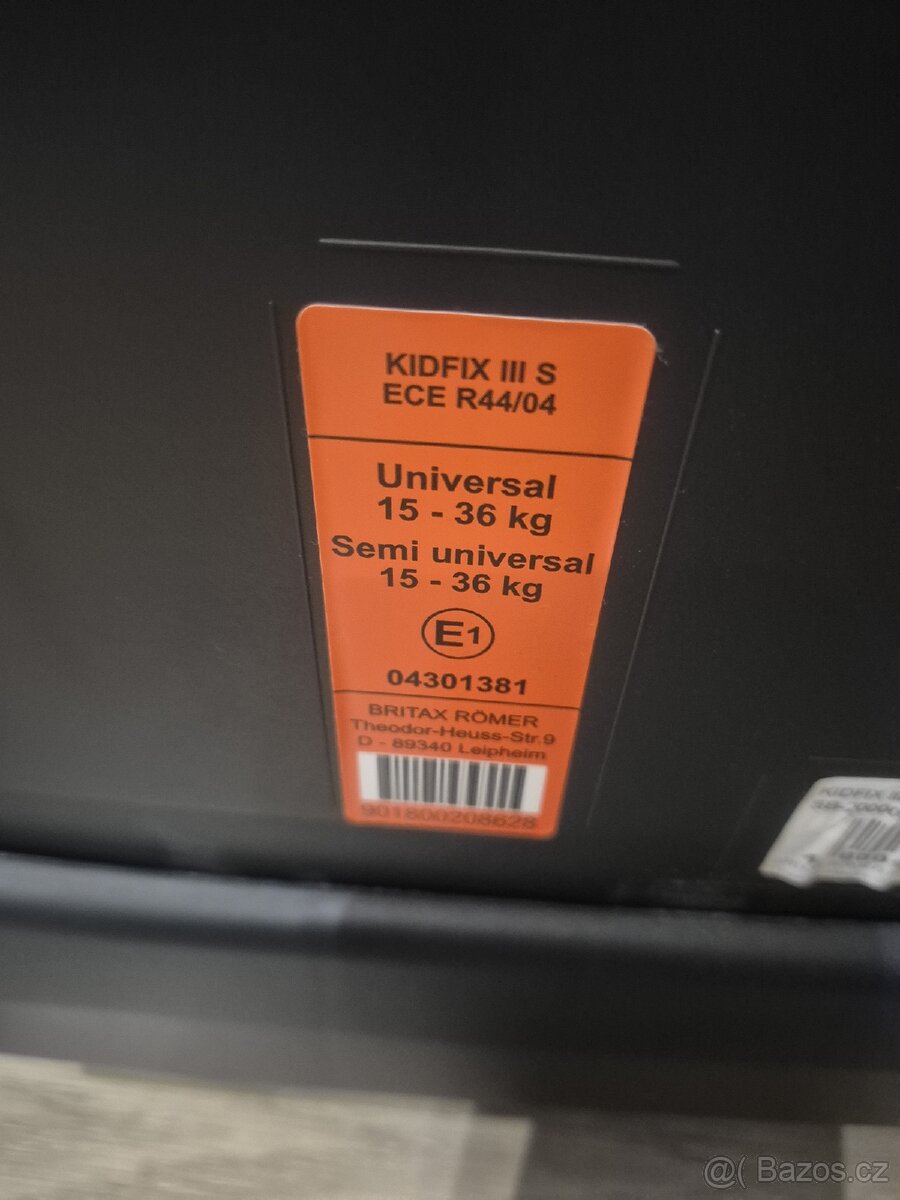 KIDFIX III S
ECE R44/04
Universal
15 - 36 kg
Semi universal
15 - 36 kg
E1
04301381
BRITAX RÖMER
Theodor-Heuss-Str.9
D - 89340 Leipheim
901800208628
KIDFIX
@( Bazos.cz